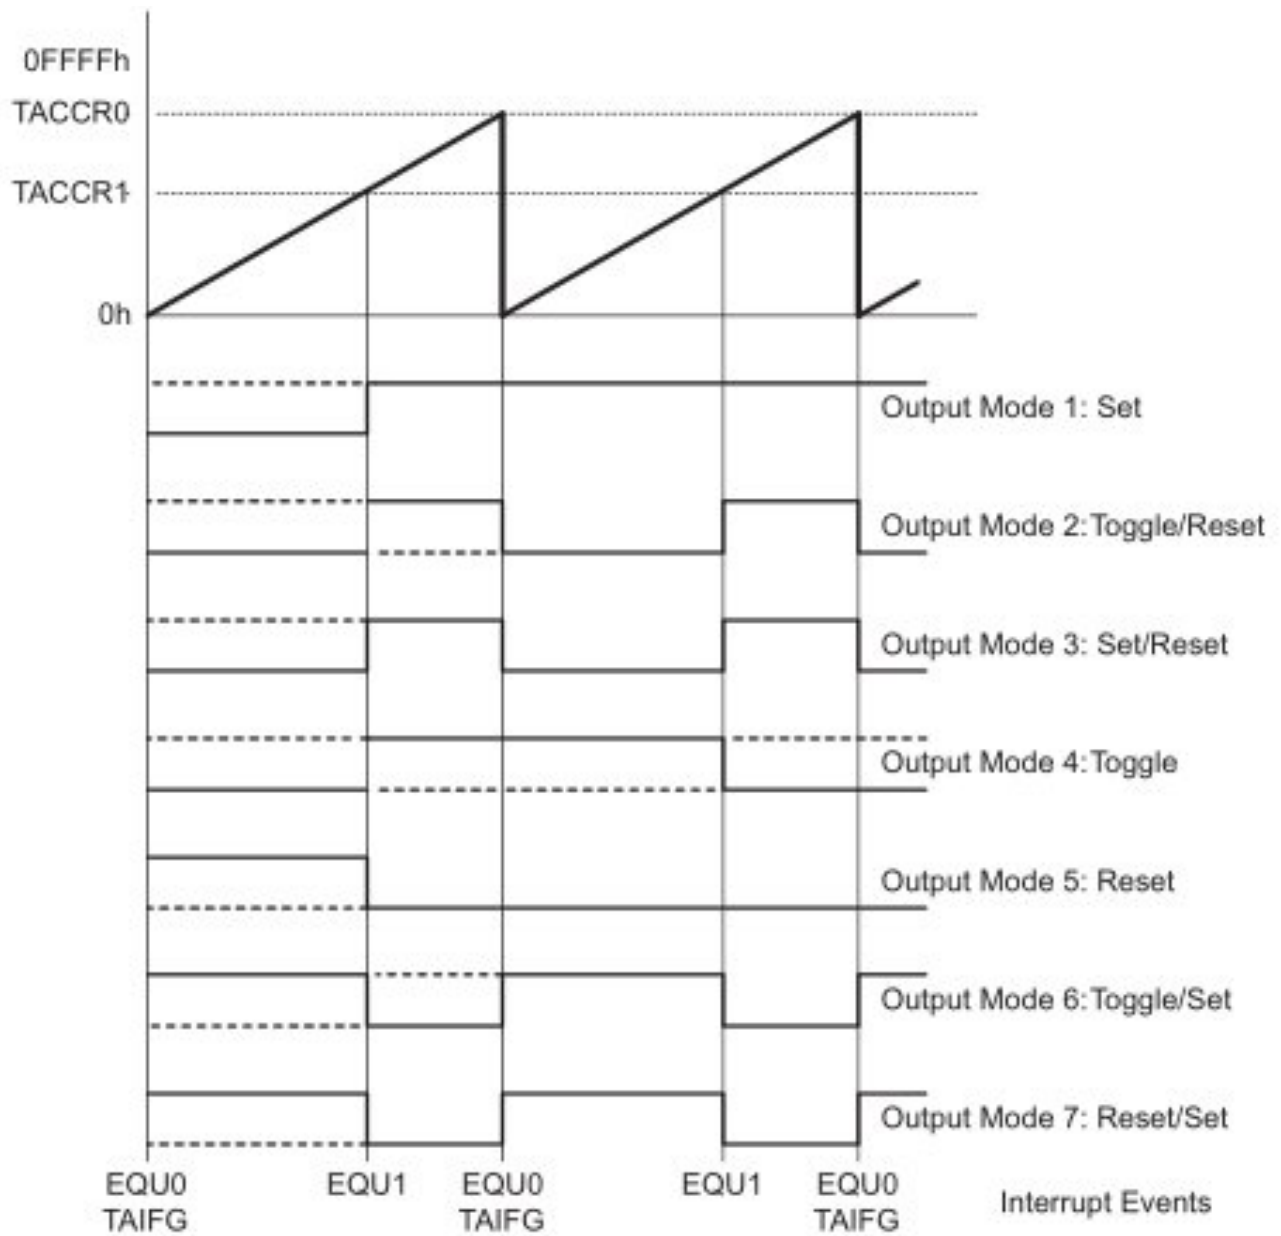 0FFFFh
TACCR0
TACCR1
0h
Output Mode 1: Set
Output Mode 2:Toggle/Reset
Output Mode 3: Set/Reset
Output Mode 4:Toggle
Output Mode 5: Reset
Output Mode 6:Toggle/Set
Output Mode 7: Reset/Set
EQU0 EQU1 EQU0 EQU1 EQU0
TAIFG TAIFG TAIFG
Interrupt Events